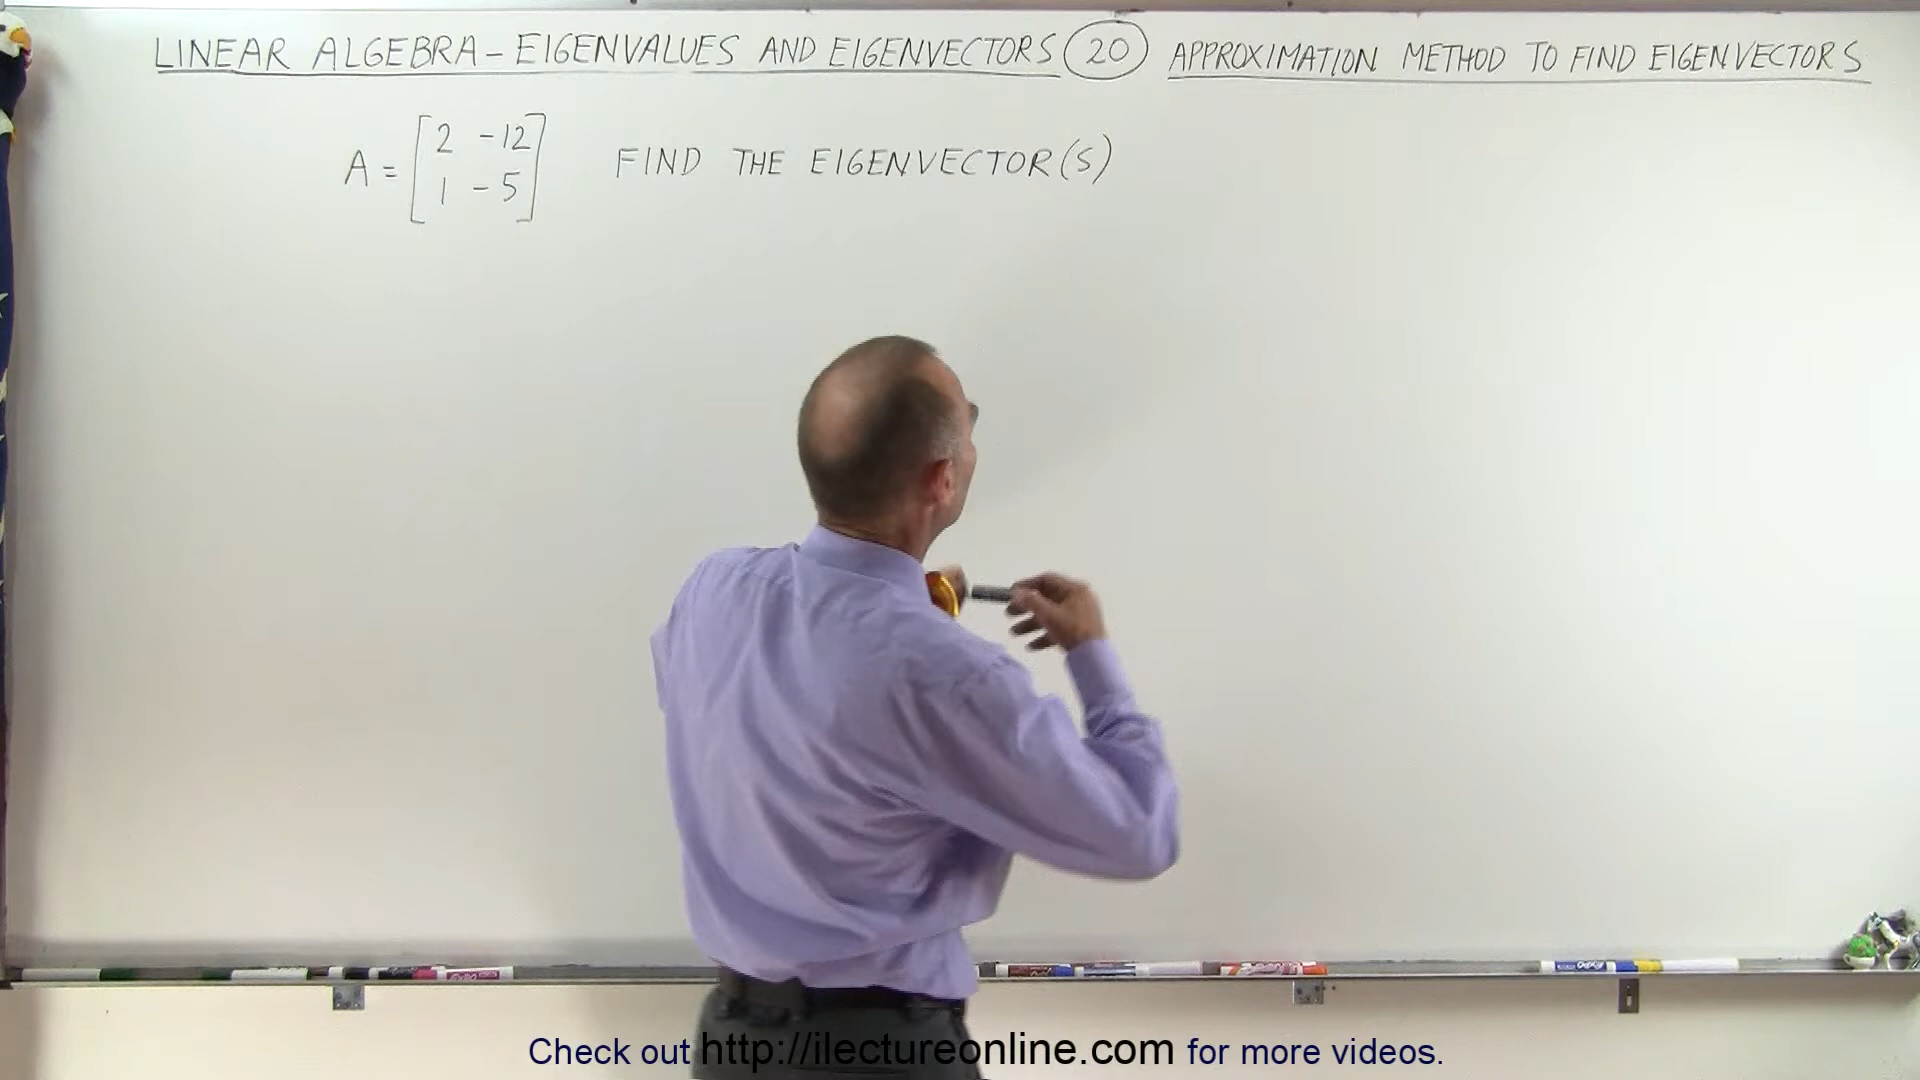 LINEAR ALGEBRA - EIGENVALUES AND EIGENVECTORS 20 APPROXIMATION METHOD TO FIND EIGENVECTORS
A = [2 -12
1 -5] FIND THE EIGENVECTOR(S)
Check out http://ilectureonline.com for more videos.